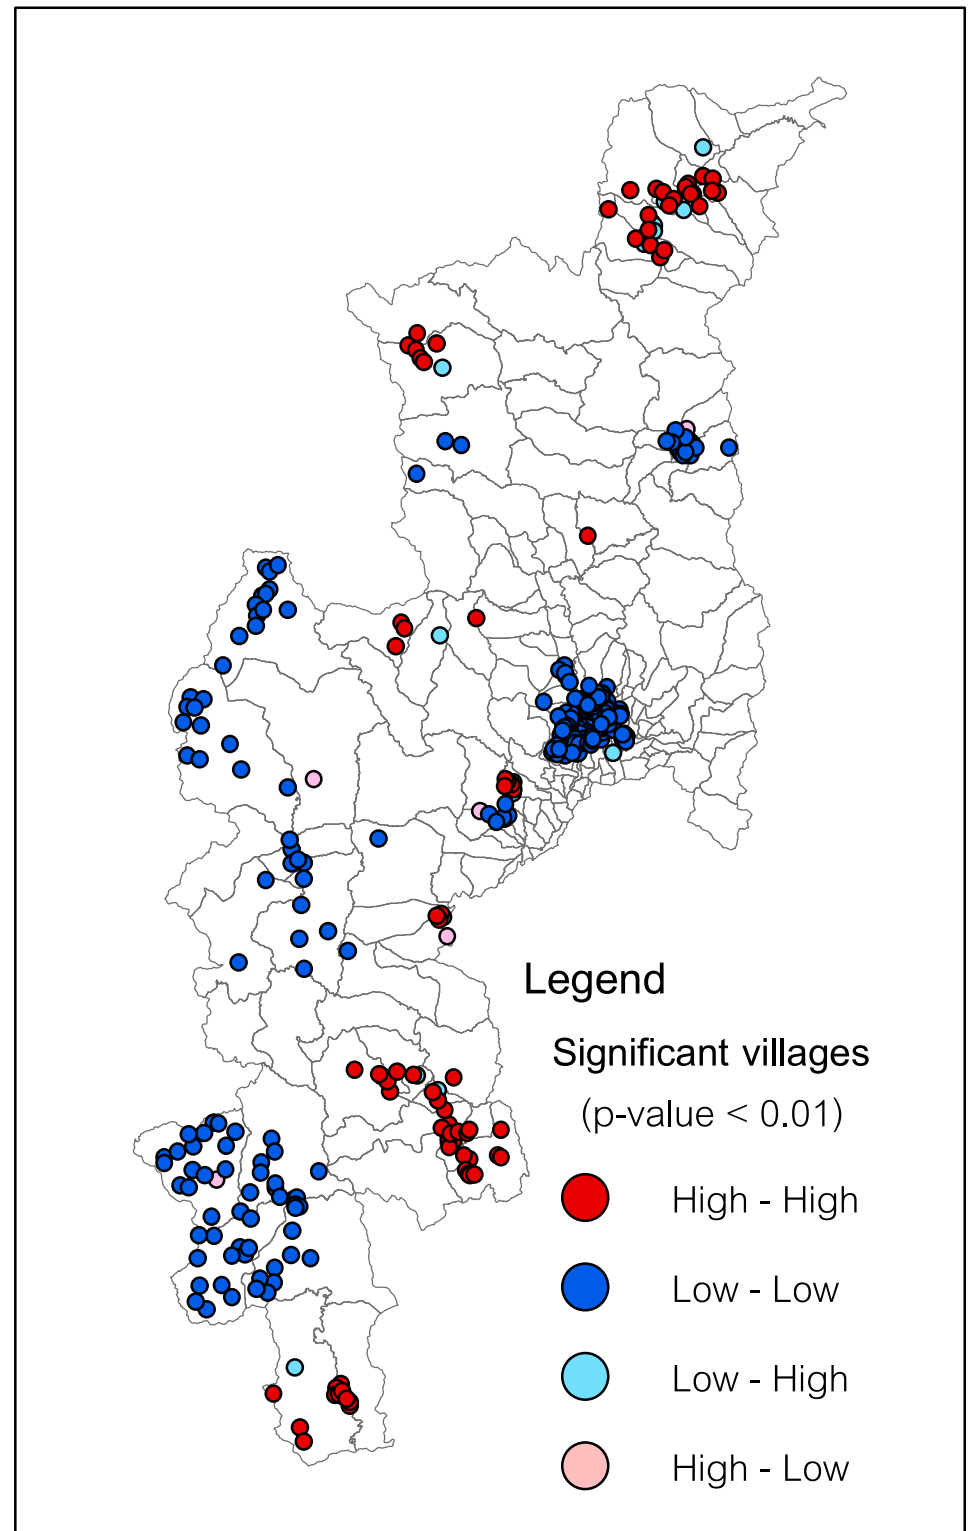 Legend
Significant villages
(p-value < 0.01)
High - High
Low - Low
Low - High
High - Low